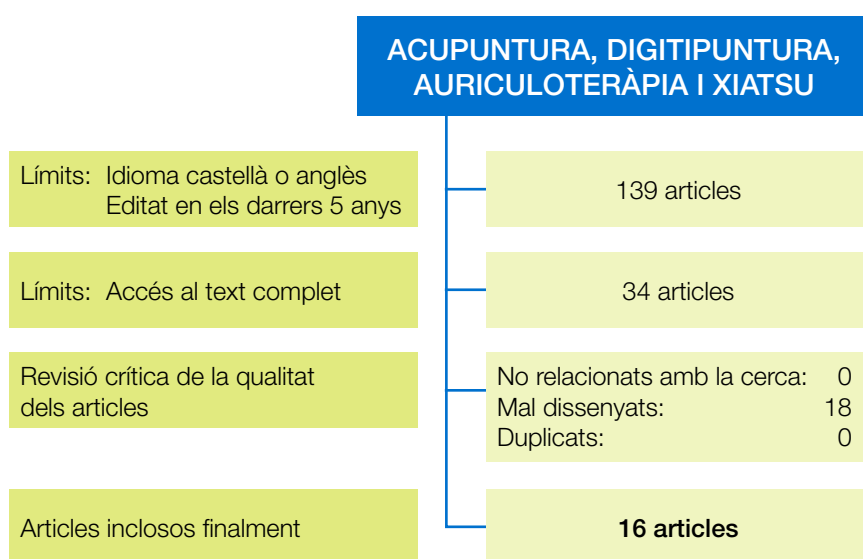 ACUPUNTURA, DIGITIPUNTURA,
AURICULOTERÀPIA I XIATSU
Límits: Idioma castellà o anglès
Editat en els darrers 5 anys
139 articles
Límits: Accés al text complet
34 articles
Revisió crítica de la qualitat
dels articles
No relacionats amb la cerca: 0
Mal dissenyats: 18
Duplicats: 0
Articles inclosos finalment
16 articles